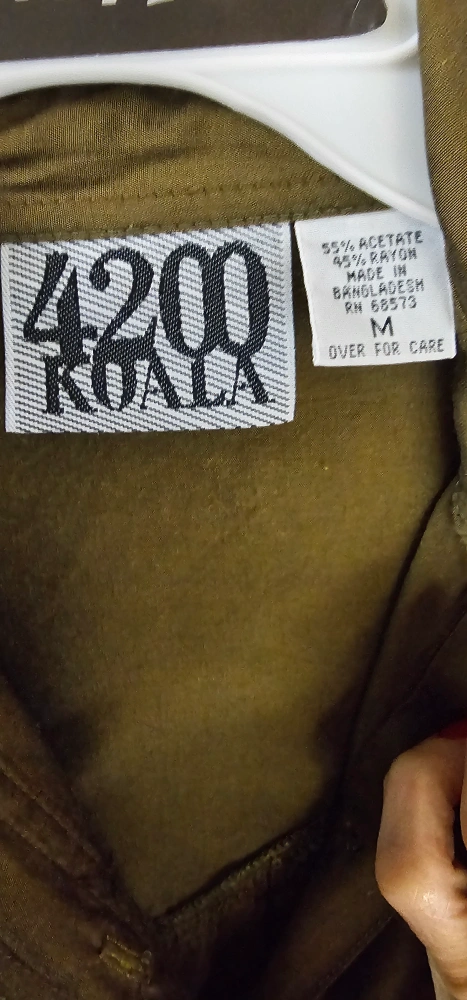 4200
KOALA
55% ACETATE
45% RAYON
MADE IN
BANGLADESH
RN 68573
M
OVER FOR CARE